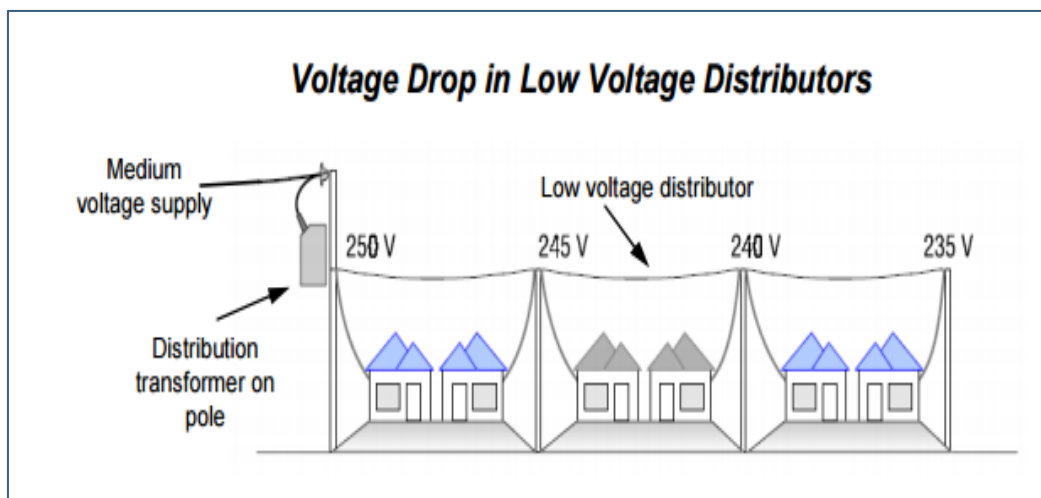 Voltage Drop in Low Voltage Distributors
Medium
voltage supply
Low voltage distributor
250 V
245 V
240 V
235 V
Distribution
transformer on
pole